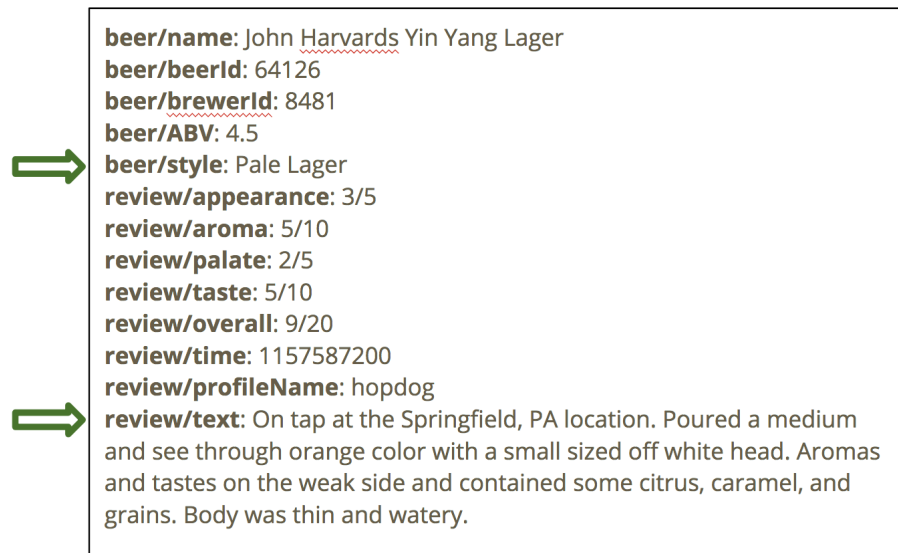 beer/name: John Harvards Yin Yang Lager
beer/beerId: 64126
beer/brewerId: 8481
beer/ABV: 4.5
beer/style: Pale Lager
review/appearance: 3/5
review/aroma: 5/10
review/palate: 2/5
review/taste: 5/10
review/overall: 9/20
review/time: 1157587200
review/profileName: hopdog
review/text: On tap at the Springfield, PA location. Poured a medium
and see through orange color with a small sized off white head. Aromas
and tastes on the weak side and contained some citrus, caramel, and
grains. Body was thin and watery.